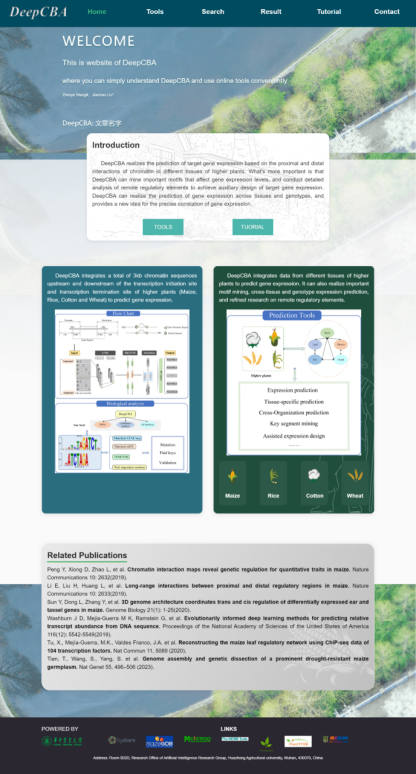 DeepCBA
Home Tools Search Result Tutorial Contact
WELCOME
This is website of DeepCBA
where you can simply understand DeepCBA and use online tools conveniently
DeepCBA: 文章名字
Introduction
DeepCBA realizes the prediction of target gene expression based on the proximal and distal
interactions of chromatin in different tissues of higher plants. What's more important is that
DeepCBA can mine important motifs that affect gene expression levels, and conduct detailed
analysis of remote regulatory elements to achieve auxiliary design of target gene expression.
DeepCBA can realize the prediction of gene expression across tissues and genotypes, and
provides a new idea for the precise correlation of gene expression.
TOOLS
TUORIAL
DeepCBA integrates a total of 3kb chromatin sequences
upstream and downstream of the transcription initiation site
and transcription termination site of higher plants (Maize,
Rice, Cotton and Wheat) to predict gene expression.
Flow Chart
Biological analysis
DeepCBA integrates data from different tissues of higher
plants to predict gene expression. It can also realize important
motif mining, cross-tissue and genotype expression prediction,
and refined research on remote regulatory elements.
Prediction Tools
Higher plants
Expression prediction
Tissue-specific prediction
Cross-Organization prediction
Key segment mining
Assisted expression design
......
Maize Rice Cotton Wheat
Related Publications
Peng Y, Xiong D, Zhao L, et al. Chromatin interaction maps reveal genetic regulation for quantitative traits in maize. Nature
Communications 10: 2632(2019).
Li E, Liu H, Huang L, et al. Long-range interactions between proximal and distal regulatory regions in maize. Nature
Communications 10: 2633(2019).
Sun Y, Dong L, Zhang Y, et al. 3D genome architecture coordinates trans and cis regulation of differentially expressed ear and
tassel genes in maize. Genome Biology 21(1): 1-25(2020).
Washburn J D, Mejia-Guerra M K, Ramstein G, et al. Evolutionarily informed deep learning methods for predicting relative
transcript abundance from DNA sequence. Proceedings of the National Academy of Sciences of the United States of America
116(12): 5542-5549(2019).
Tu, X., Mejía-Guerra, M.K., Valdes Franco, J.A. et al. Reconstructing the maize leaf regulatory network using ChIP-seq data of
104 transcription factors. Nat Commun 11, 5089 (2020).
Tian, T., Wang, S., Yang, S. et al. Genome assembly and genetic dissection of a prominent drought-resistant maize
germplasm. Nat Genet 55, 496–506 (2023).
POWERED BY
LINKS
MaizeGDB
Address: Room B020, Research Office of Artificial Intelligence Research Group, Huazhong Agricultural University, Wuhan, 430070, China